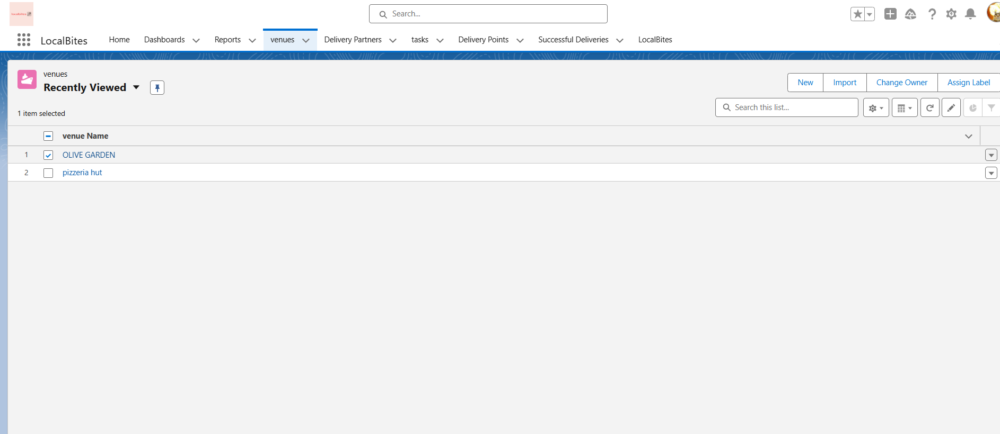 localbites
Search...
LocalBites
Home
Dashboards
Reports
venues
Delivery Partners
tasks
Delivery Points
Successful Deliveries
LocalBites
venues
Recently Viewed
New
Import
Change Owner
Assign Label
1 item selected
Search this list...
venue Name
1
OLIVE GARDEN
2
pizzeria hut